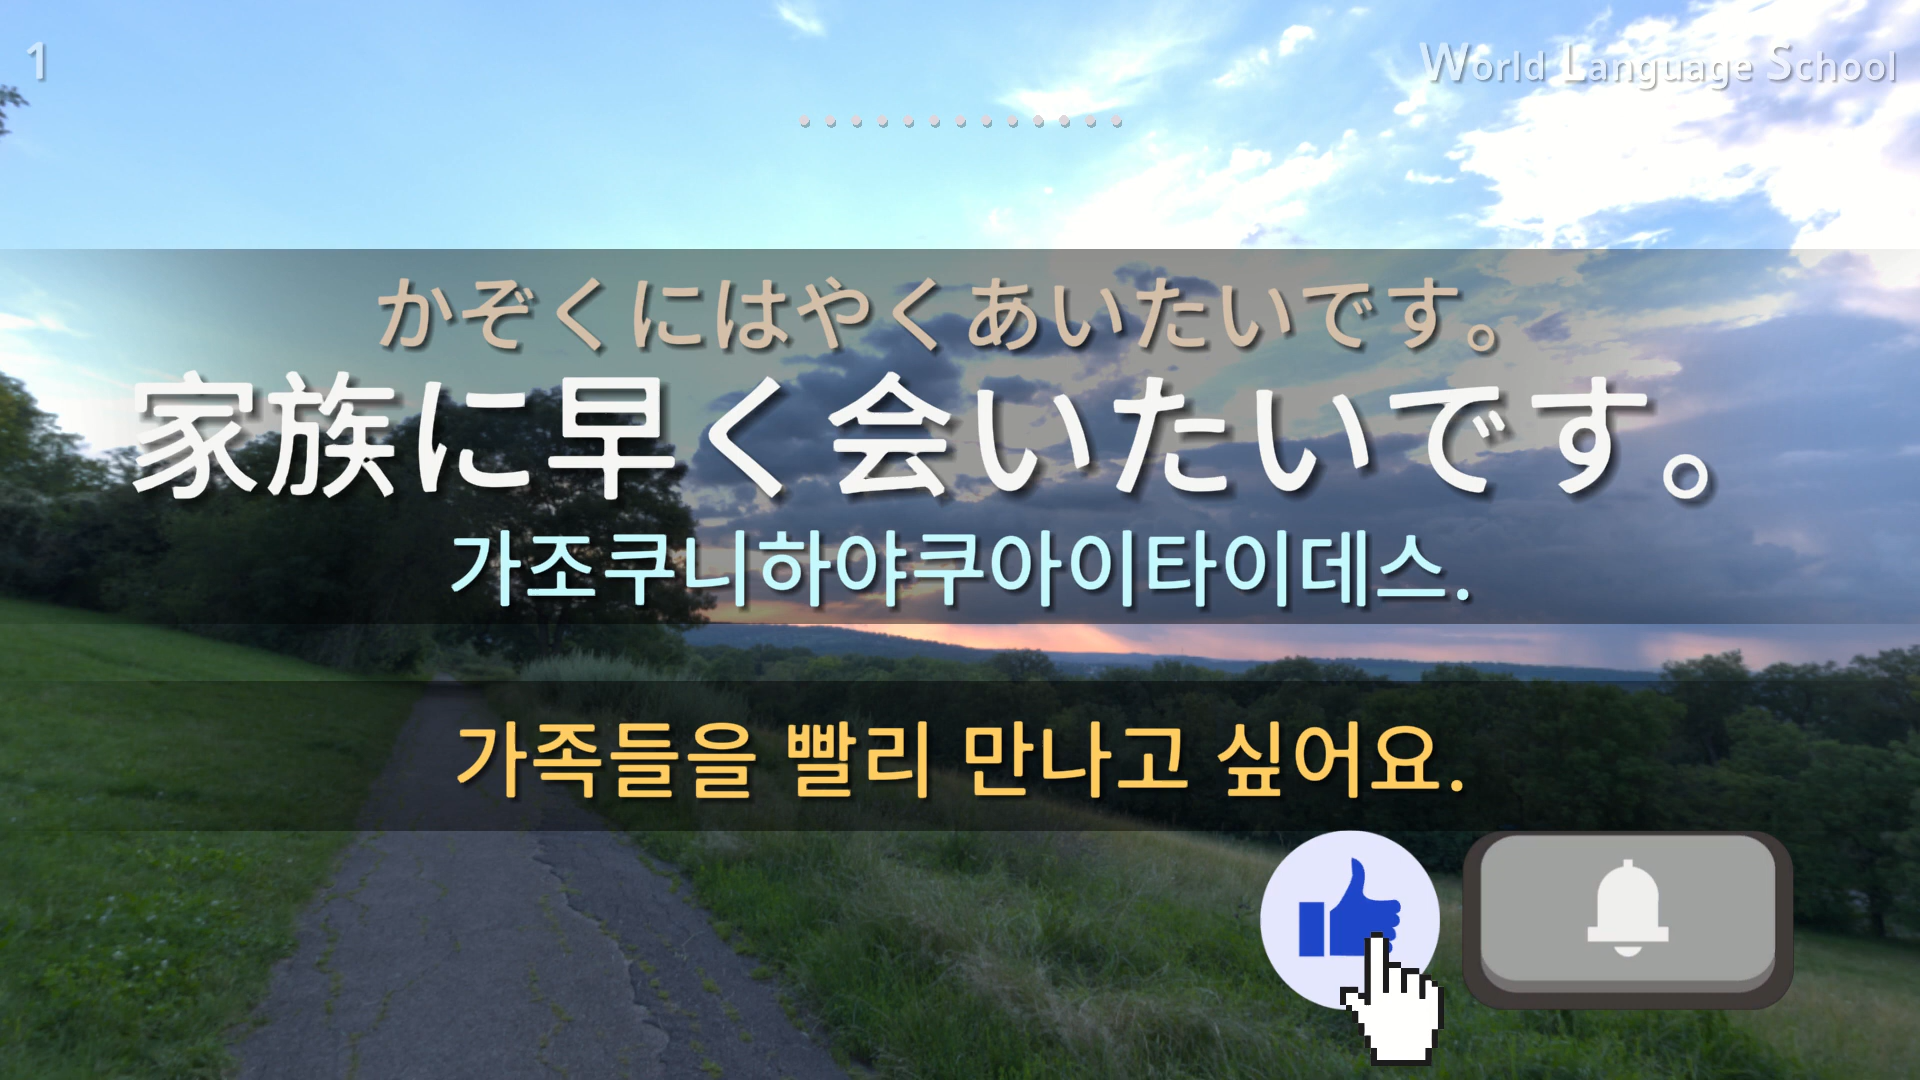 1
World Language School
.............
かぞくにはやくあいたいです。
家族に早く会いたいです。
가조쿠니하야쿠아이타이데스.
가족들을 빨리 만나고 싶어요.